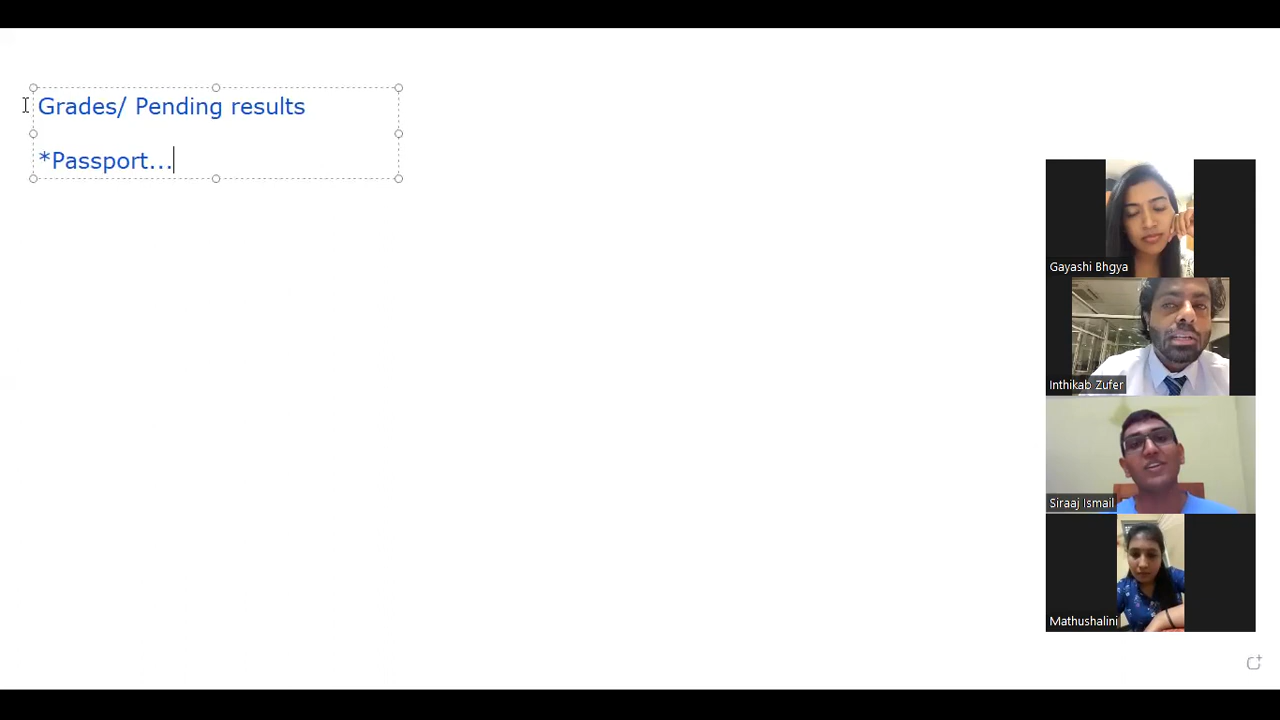 Grades/ Pending results
*Passport...
Gayashi Bhgya
Inthikab Zufer
Siraaj Ismail
Mathushalini